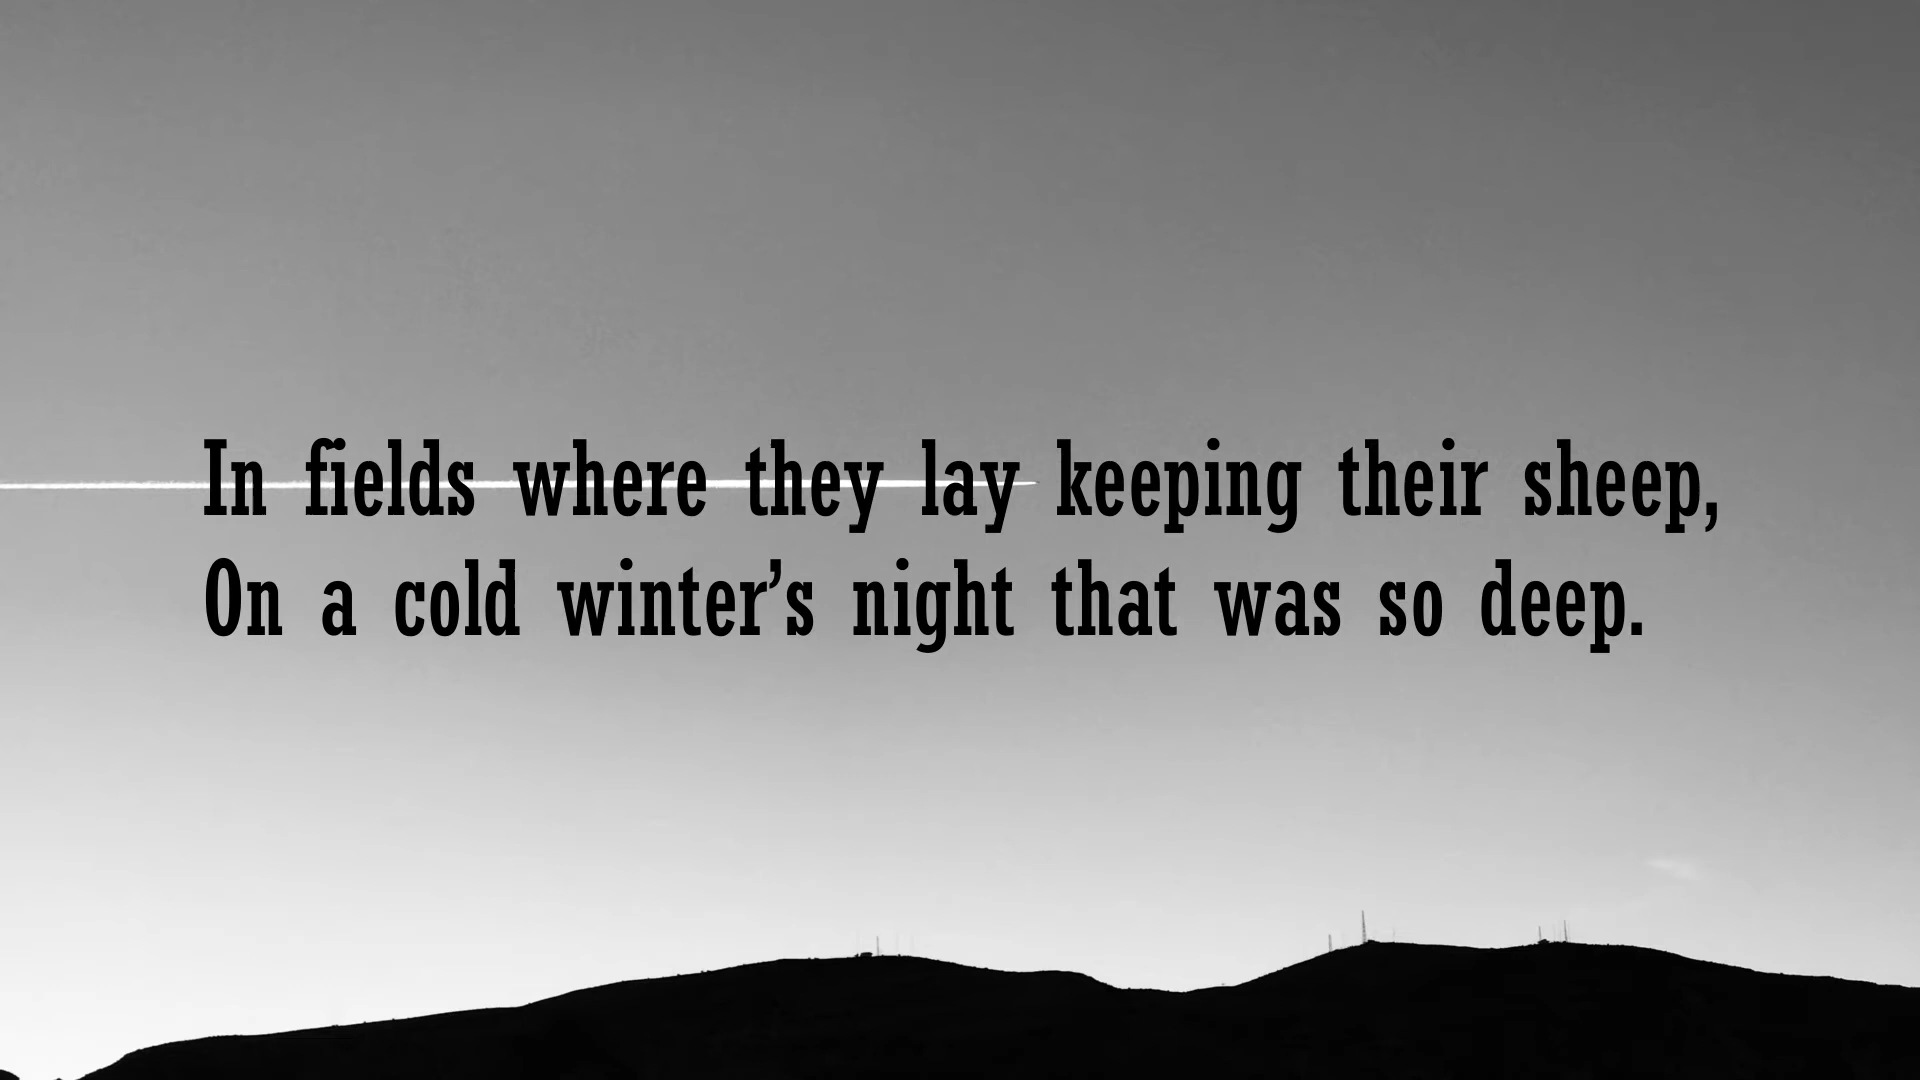 In fields where they lay keeping their sheep,
On a cold winter’s night that was so deep.